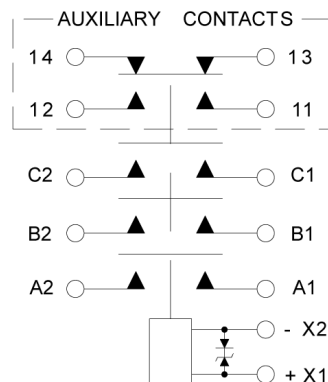 AUXILIARY CONTACTS
14 13
12 11
C2 C1
B2 B1
A2 A1
- X2
+ X1